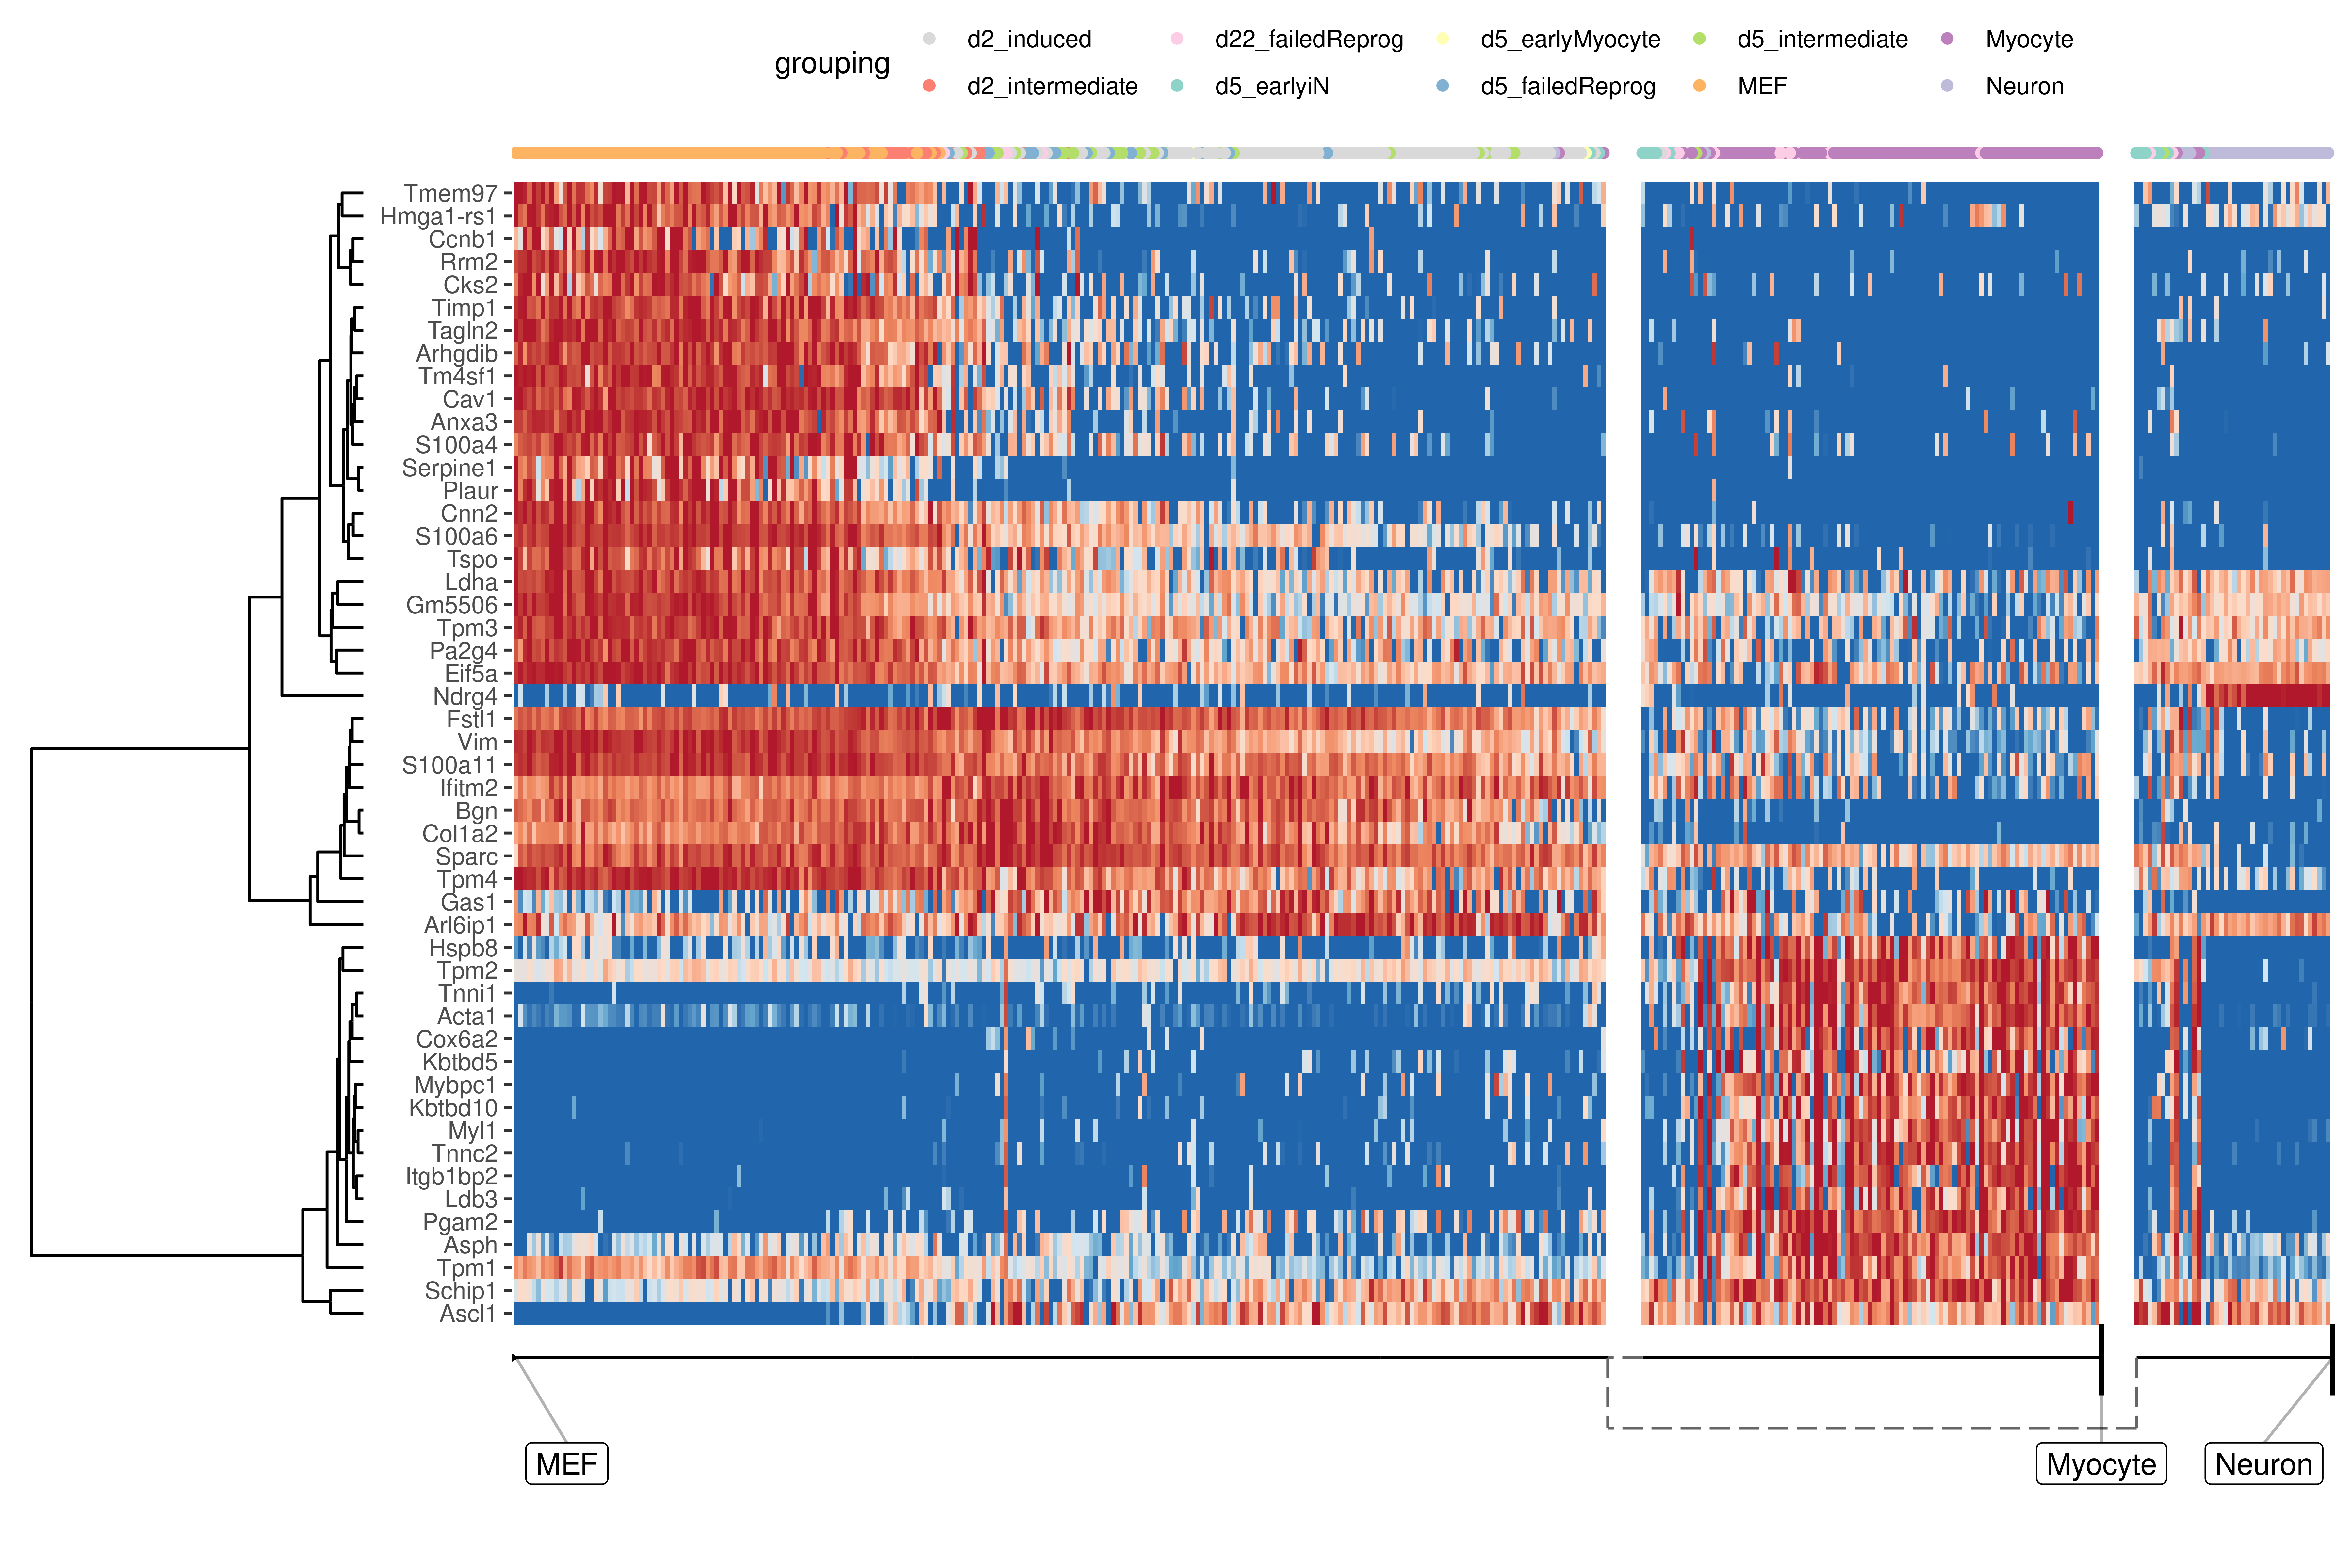 grouping
d2_induced d22_failedReprog d5_earlyMyocyte d5_intermediate Myocyte
d2_intermediate d5_earlyiN d5_failedReprog MEF Neuron
Tmem97
Hmga1-rs1
Ccnb1
Rrm2
Cks2
Timp1
Tagln2
Arhgdib
Tm4sf1
Cav1
Anxa3
S100a4
Serpine1
Plaur
Cnn2
S100a6
Tspo
Ldha
Gm5506
Tpm3
Pa2g4
Eif5a
Ndrg4
Fstl1
Vim
S100a11
Ifitm2
Bgn
Col1a2
Sparc
Tpm4
Gas1
Arl6ip1
Hspb8
Tpm2
Tnni1
Acta1
Cox6a2
Kbtbd5
Mybpc1
Kbtbd10
Myl1
Tnnc2
Itgb1bp2
Ldb3
Pgam2
Asph
Tpm1
Schip1
Ascl1
MEF Myocyte Neuron